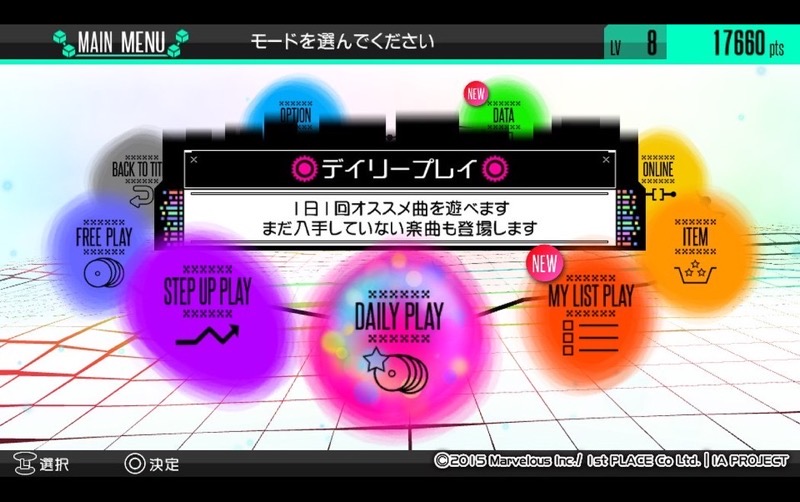 MAIN MENU
モードを選んでください
LV 8
17660 pts
OPTION
NEW
DATA
BACK TO TIT
ONLINE
デイリープレイ
1日1回オススメ曲を遊べます
まだ入手していない楽曲も登場します
FREE PLAY
ITEM
STEP UP PLAY
DAILY PLAY
NEW
MY LIST PLAY
選択
決定
©2015 Marvelous Inc./ 1st PLACE Co Ltd. | IA PROJECT